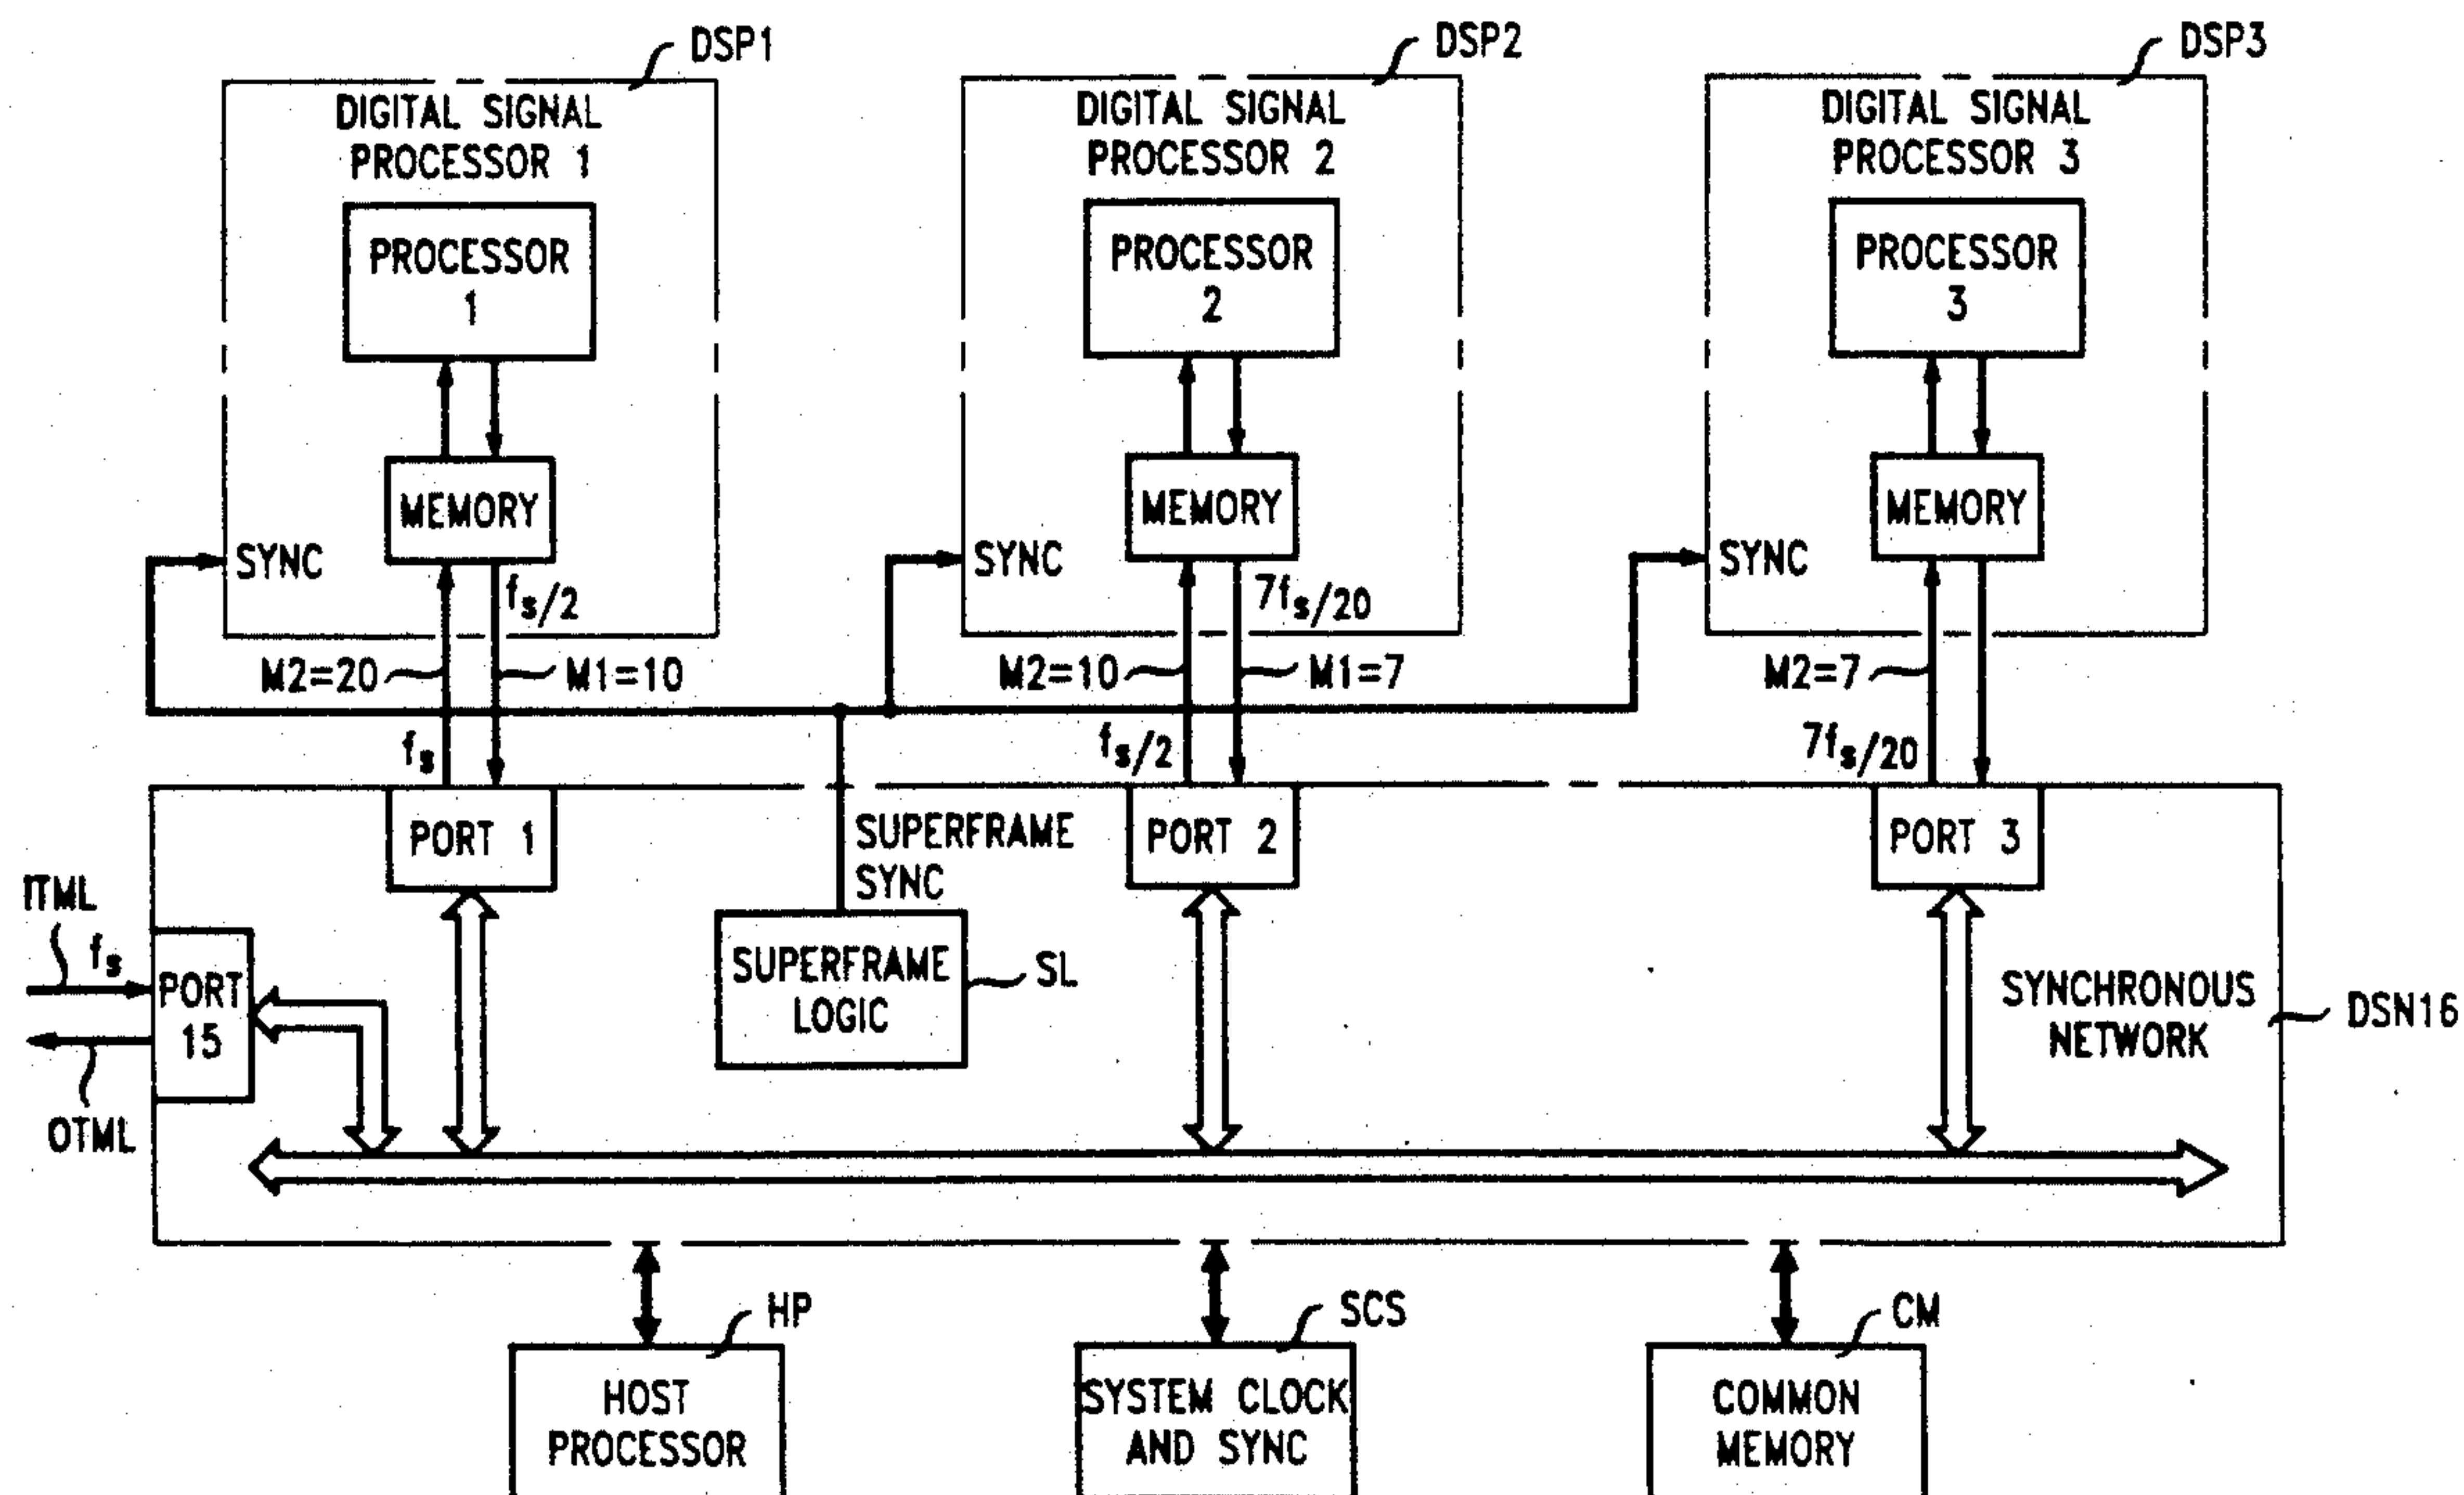 DSP1
DSP2
DSP3
DIGITAL SIGNAL
PROCESSOR 1
DIGITAL SIGNAL
PROCESSOR 2
DIGITAL SIGNAL
PROCESSOR 3
PROCESSOR
1
PROCESSOR
2
PROCESSOR
3
MEMORY
MEMORY
MEMORY
SYNC
SYNC
SYNC
fs/2
7fs/20
M2=20
M1=10
M2=10
M1=7
M2=7
fs
fs/2
7fs/20
PORT 1
SUPERFRAME
SYNC
PORT 2
PORT 3
ITML
fs
PORT
15
OTML
SUPERFRAME
LOGIC
SL
SYNCHRONOUS
NETWORK
DSN16
HP
SCS
CM
HOST
PROCESSOR
SYSTEM CLOCK
AND SYNC
COMMON
MEMORY